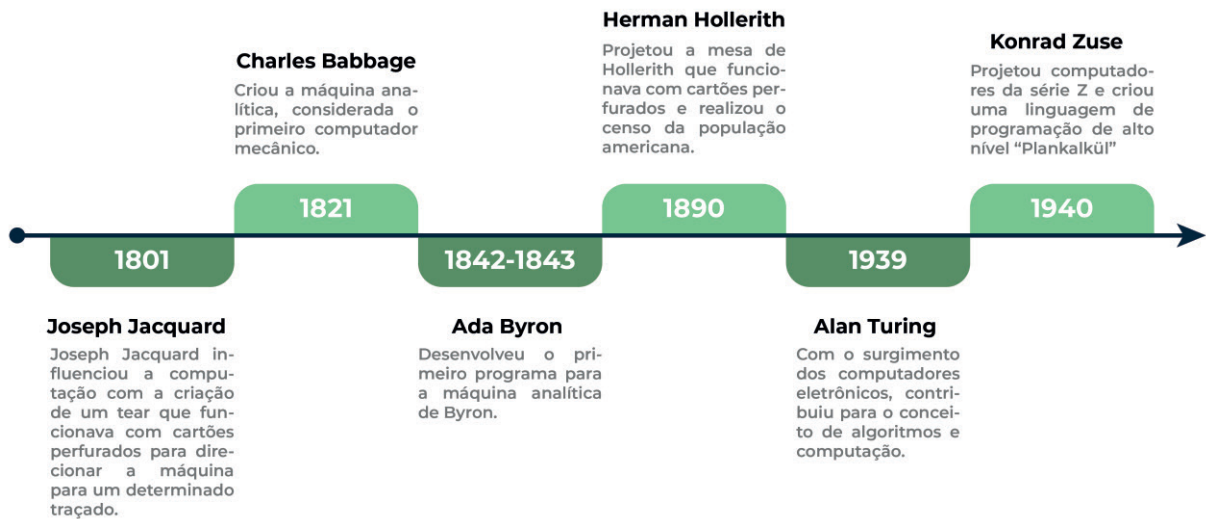 Joseph Jacquard
1801
Joseph Jacquard in-
fluenciou a compu-
tação com a criação
de um tear que fun-
cionava com cartões
perfurados para dire-
cionar a máquina
para um determinado
traçado.
Charles Babbage
Criou a máquina ana-
lítica, considerada o
primeiro computador
mecânico.
1821
1842-1843
Ada Byron
Desenvolveu o pri-
meiro programa para
a máquina analítica
de Byron.
Herman Hollerith
Projetou a mesa de
Hollerith que funcio-
nava com cartões per-
furados e realizou o
censo da população
americana.
1890
1939
Alan Turing
Com o surgimento
dos computadores
eletrônicos, contri-
buiu para o concei-
to de algoritmos e
computação.
Konrad Zuse
Projetou computado-
res da série Z e criou
uma linguagem de
programação de alto
nível “Plankalkül”
1940